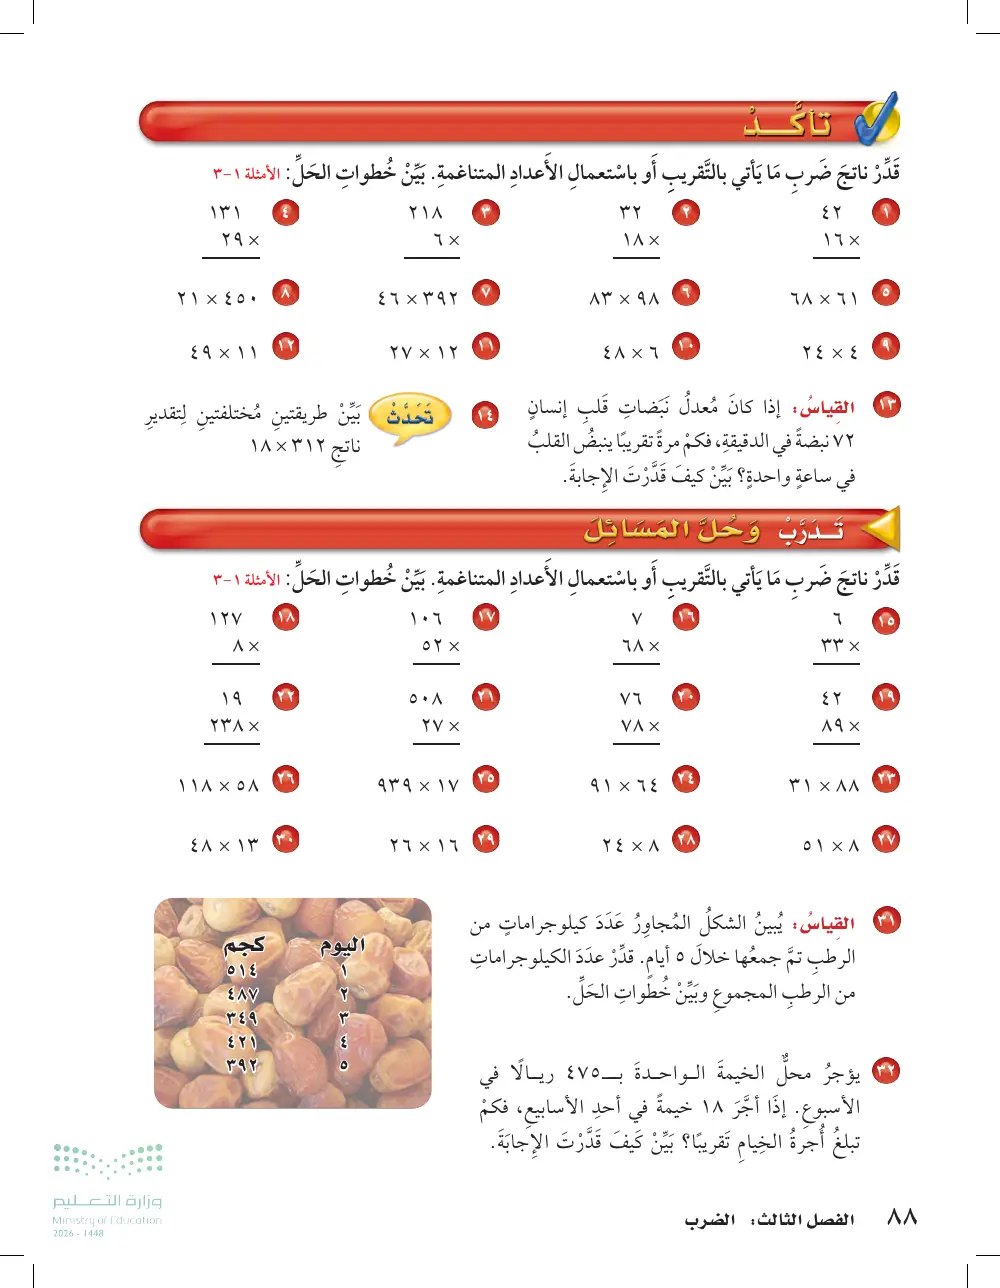 تأكَّـــدْ
قَدِّرْ ناتجَ ضَربِ مَا يَأتي بالتَّقريبِ أَو باسْتعمالِ الأَعدادِ المتناغمةِ. بَيِّنْ خُطواتِ الحَلِّ: الأمثلة ١-٣
١ ٤٢ ٢ ٣٢ ٣ ٢١٨ ٤ ١٣١
× ١٦ × ١٨ × ٦ × ٢٩
٥ ٦١ × ٦٨ ٦ ٩٨ × ٨٣ ٧ ٣٩٢ × ٤٦ ٨ ٤٥٠ × ٢١
٩ ٤ × ٢٤ ١٠ ٦ × ٤٨ ١١ ١٢ × ٢٧ ١٢ ١١ × ٤٩
١٣ القِياسُ: إذا كانَ مُعدلُ نَبَضاتِ قَلبِ إنسانٍ
٧٢ نبضةً في الدقيقةِ، فكمْ مرةً تقريبًا ينبضُ القلبُ
في ساعةٍ واحدةٍ؟ بَيِّنْ كيفَ قَدَّرْتَ الإجابةَ.
١٤ تَحَدَّثْ بَيِّنْ طريقتينِ مُختلفتينِ لِتقديرِ
ناتجِ ٣١٢ × ١٨
تَـدَرَّبْ وَحُلَّ المَسَائِلَ
قَدِّرْ ناتجَ ضَربِ مَا يَأتي بالتَّقريبِ أَو باسْتعمالِ الأَعدادِ المتناغمةِ. بَيِّنْ خُطواتِ الحَلِّ: الأمثلة ١-٣
١٥ ٦ ١٦ ٧ ١٧ ١٠٦ ١٨ ١٢٧
× ٣٣ × ٦٨ × ٥٢ × ٨
١٩ ٤٢ ٢٠ ٧٦ ٢١ ٥٠٨ ٢٢ ١٩
× ٨٩ × ٧٨ × ٢٧ × ٢٣٨
٢٣ ٨٨ × ٣١ ٢٤ ٦٤ × ٩١ ٢٥ ١٧ × ٩٣٩ ٢٦ ٥٨ × ١١٨
٢٧ ٨ × ٥١ ٢٨ ٨ × ٢٤ ٢٩ ١٦ × ٢٦ ٣٠ ١٣ × ٤٨
٣١ القِياسُ: يُبينُ الشكلُ المُجاوِرُ عَدَدَ كيلوجراماتٍ من
الرطبِ تمَّ جمعُها خلالَ ٥ أيامٍ. قدِّرْ عددَ الكيلوجراماتِ
من الرطبِ المجموعِ وبَيِّنْ خُطواتِ الحَلِّ.
اليوم كجم
١ ٥١٤
٢ ٤٨٧
٣ ٣٤٩
٤ ٤٢١
٥ ٣٩٢
٣٢ يؤجرُ محلٌّ الخيمةَ الـواحـدةَ بـ ٤٧٥ ريـالًا في
الأسبوعِ. إذَا أجَّرَ ١٨ خيمةً في أحدِ الأسابيعِ، فكمْ
تبلغُ أُجرةُ الخِيامِ تَقريبًا؟ بَيِّنْ كَيفَ قَدَّرْتَ الإجابَةَ.
وزارة التعـليم
Ministry of Education
2026 - 1448
٨٨ الفصل الثالث: الضرب